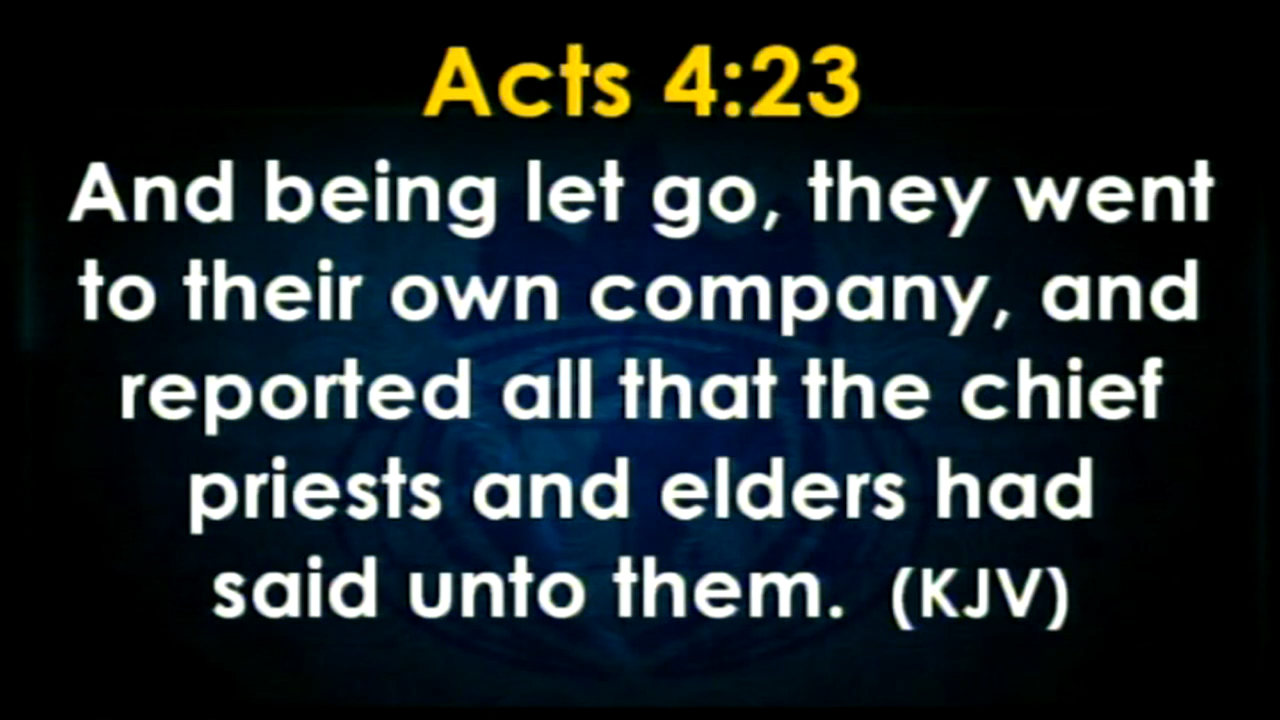 Acts 4:23
And being let go, they went
to their own company, and
reported all that the chief
priests and elders had
said unto them. (KJV)